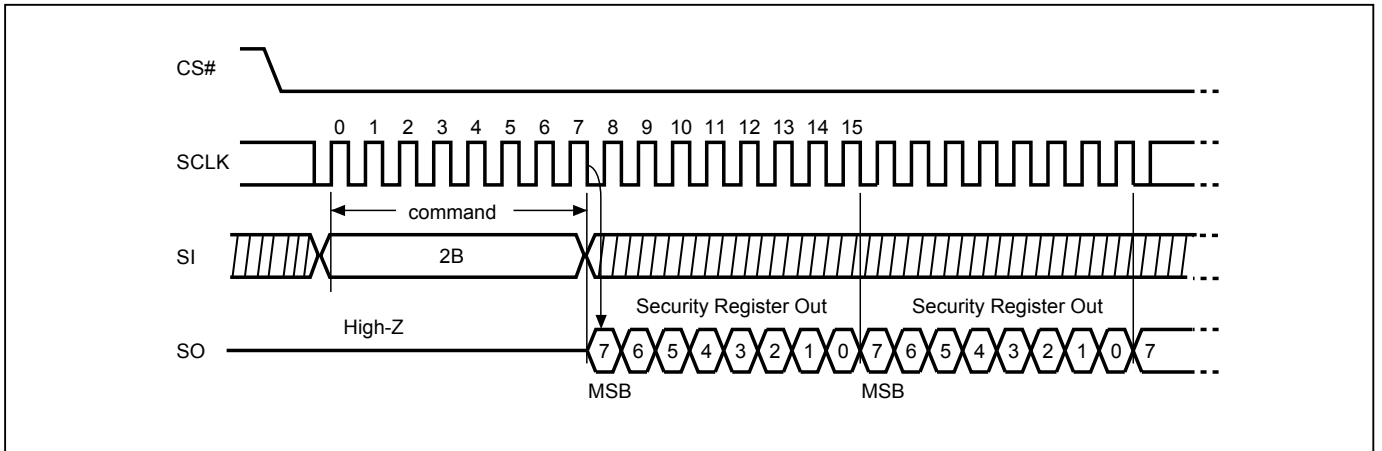 CS#
0 1 2 3 4 5 6 7 8 9 10 11 12 13 14 15
SCLK
command
SI
2B
Security Register Out Security Register Out
High-Z
SO
7 6 5 4 3 2 1 0 7 6 5 4 3 2 1 0 7
MSB MSB